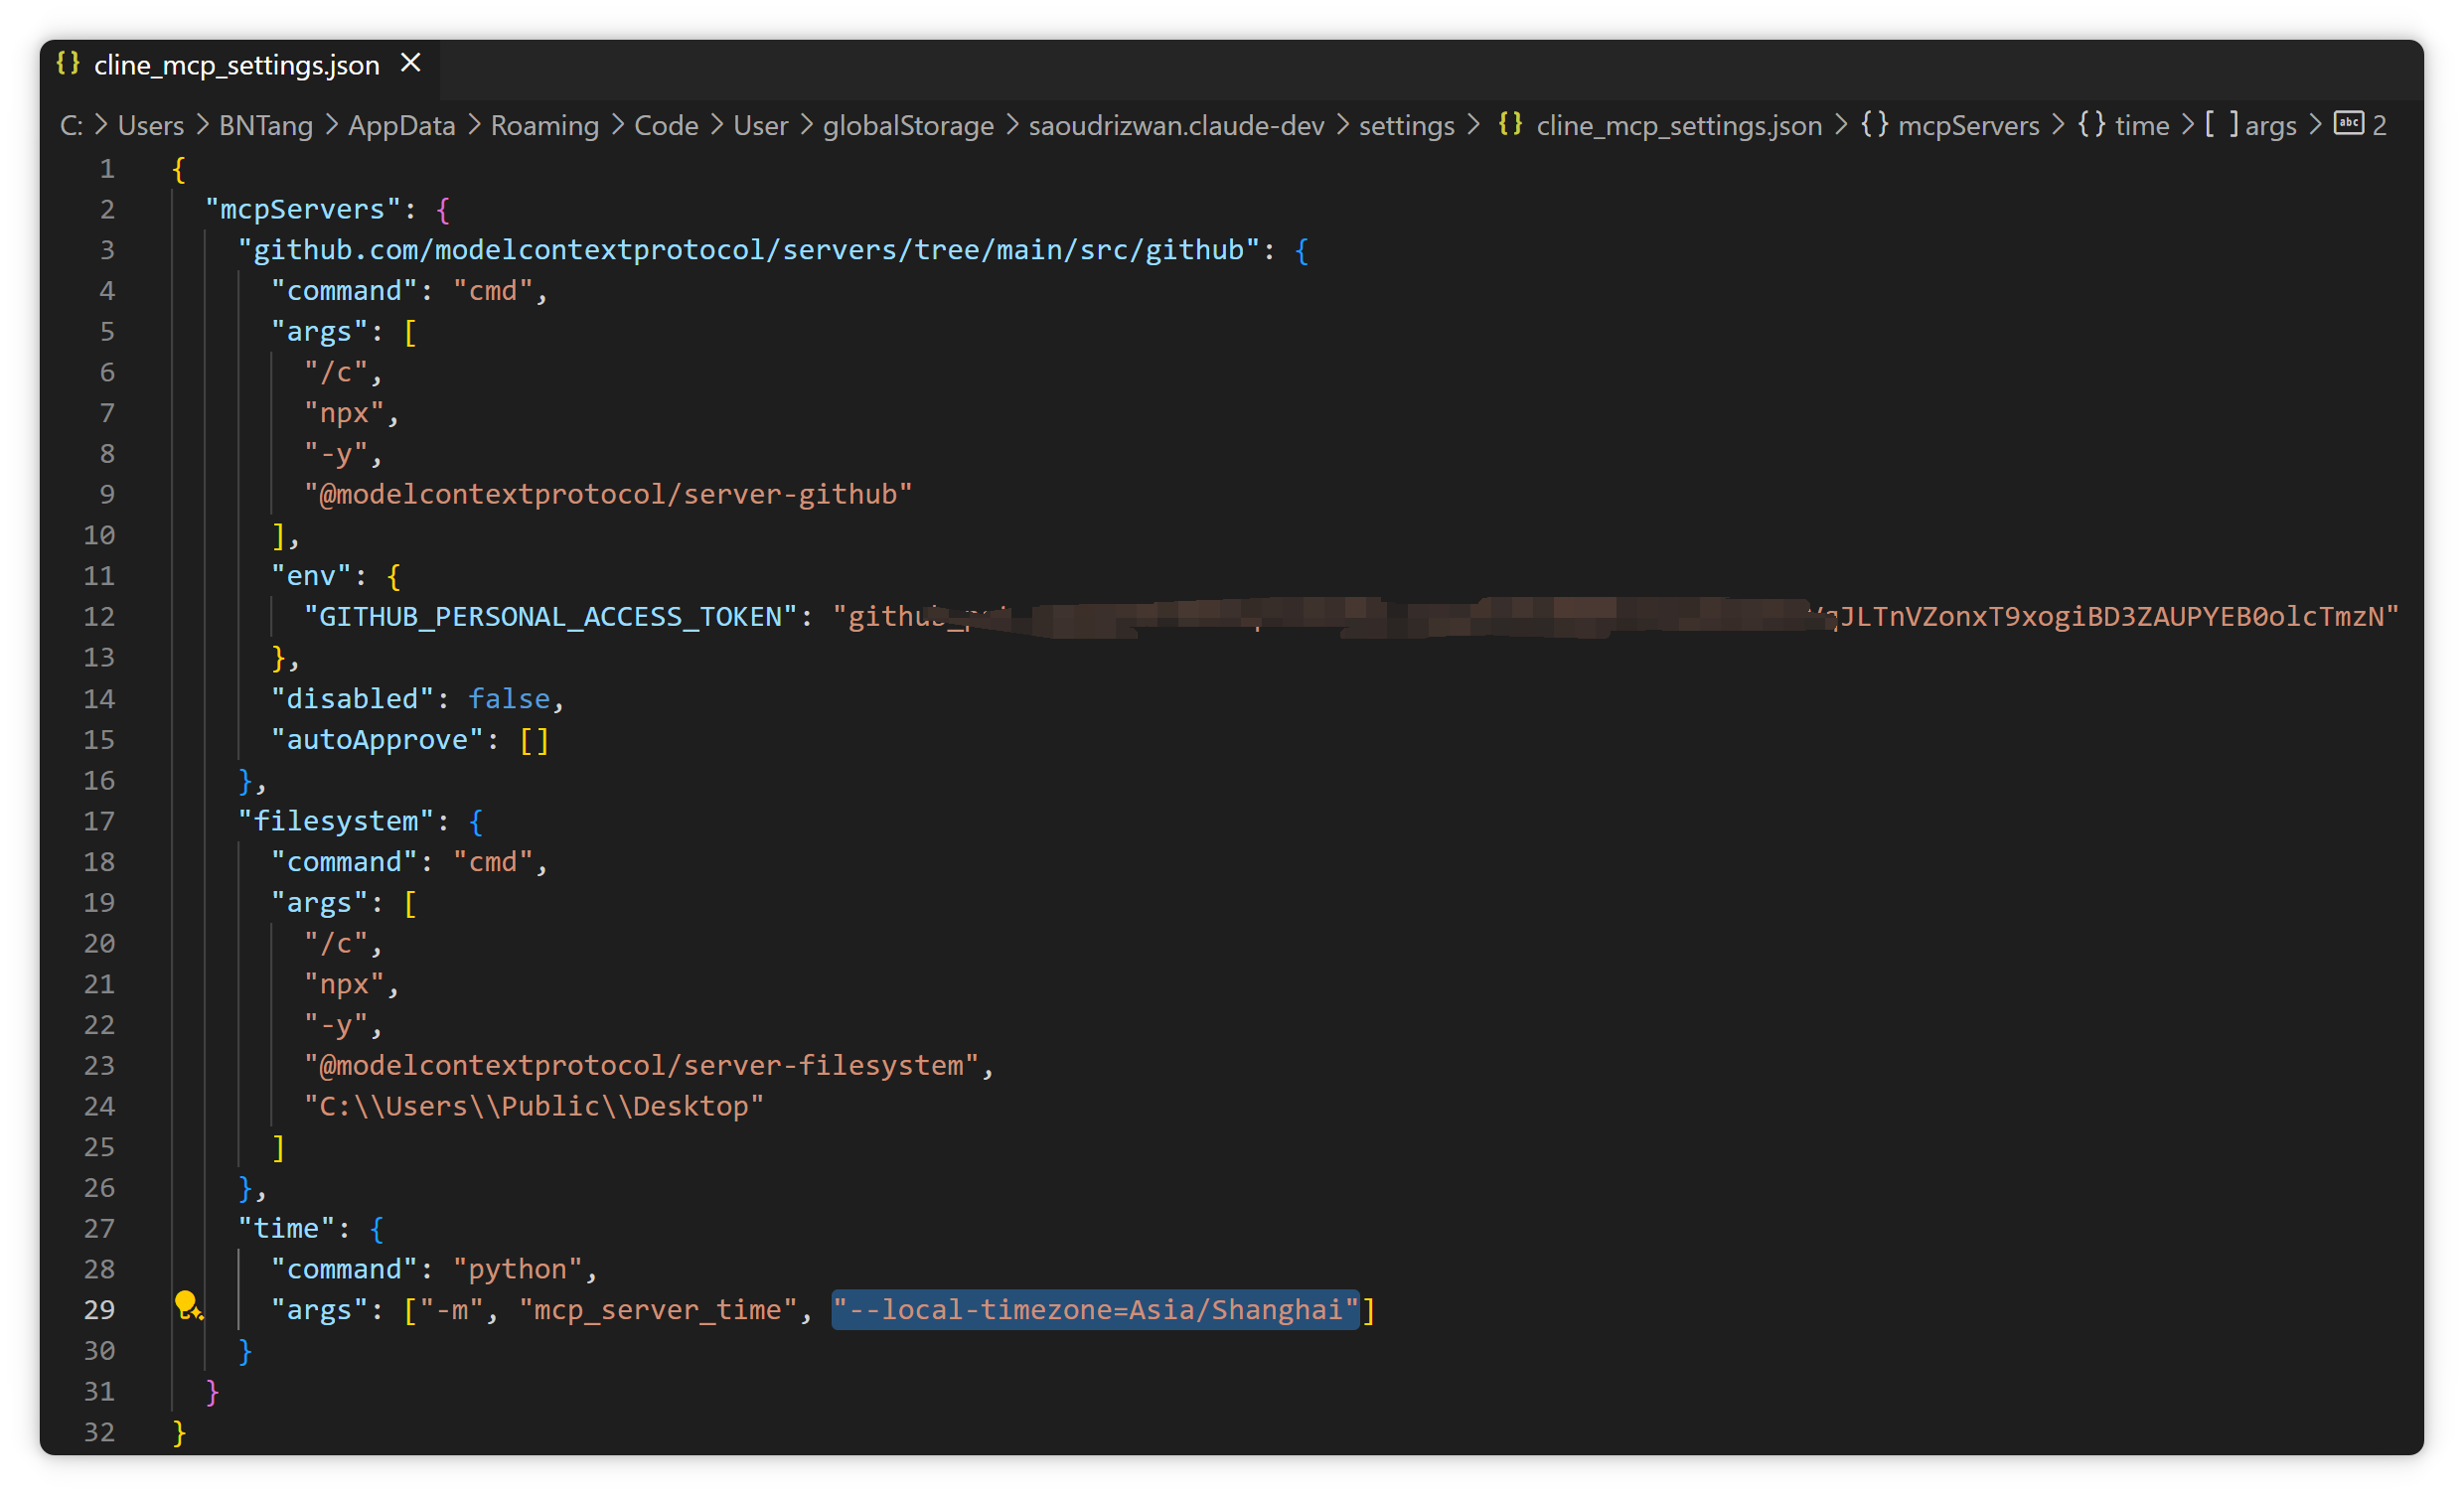 cline_mcp_settings.json
C: > Users > BNTang > AppData > Roaming > Code > User > globalStorage > saoudrizwan.claude-dev > settings > {} cline_mcp_settings.json > {} mcpServers > {} time > [ ] args > abc 2
1 {
2 "mcpServers": {
3 "github.com/modelcontextprotocol/servers/tree/main/src/github": {
4 "command": "cmd",
5 "args": [
6 "/c",
7 "npx",
8 "-y",
9 "@modelcontextprotocol/server-github"
10 ],
11 "env": {
12 "GITHUB_PERSONAL_ACCESS_TOKEN":
13 },
14 "disabled": false,
15 "autoApprove": []
16 },
17 "filesystem": {
18 "command": "cmd",
19 "args": [
20 "/c",
21 "npx",
22 "-y",
23 "@modelcontextprotocol/server-filesystem",
24 "C:\\Users\\Public\\Desktop"
25 ]
26 },
27 "time": {
28 "command": "python",
29 "args": ["-m", "mcp_server_time", "--local-timezone=Asia/Shanghai"]
30 }
31 }
32 }